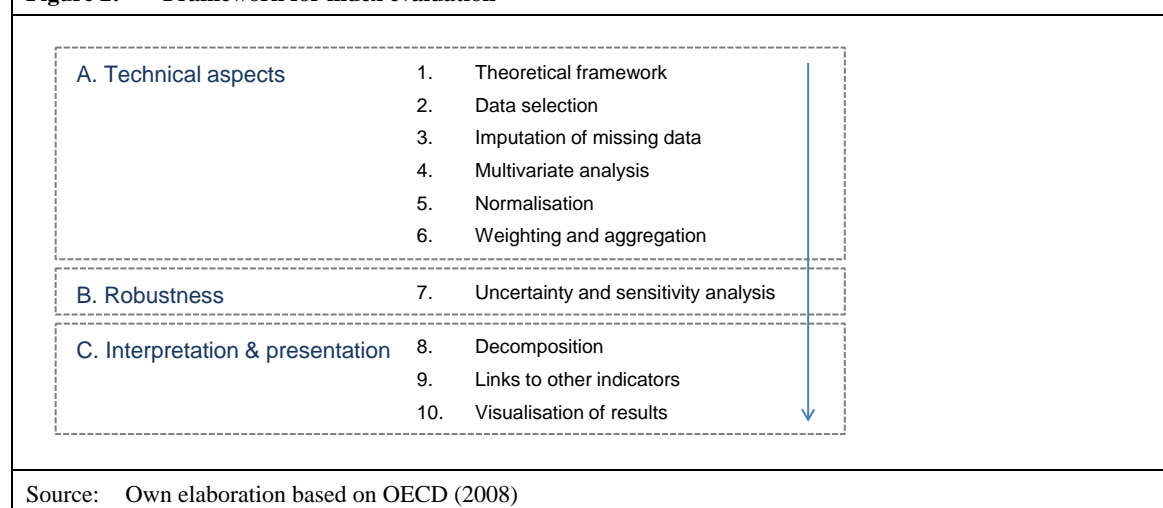 Figure 2: Framework for index evaluation
A. Technical aspects
1. Theoretical framework
2. Data selection
3. Imputation of missing data
4. Multivariate analysis
5. Normalisation
6. Weighting and aggregation
B. Robustness
7. Uncertainty and sensitivity analysis
C. Interpretation & presentation
8. Decomposition
9. Links to other indicators
10. Visualisation of results
Source: Own elaboration based on OECD (2008)